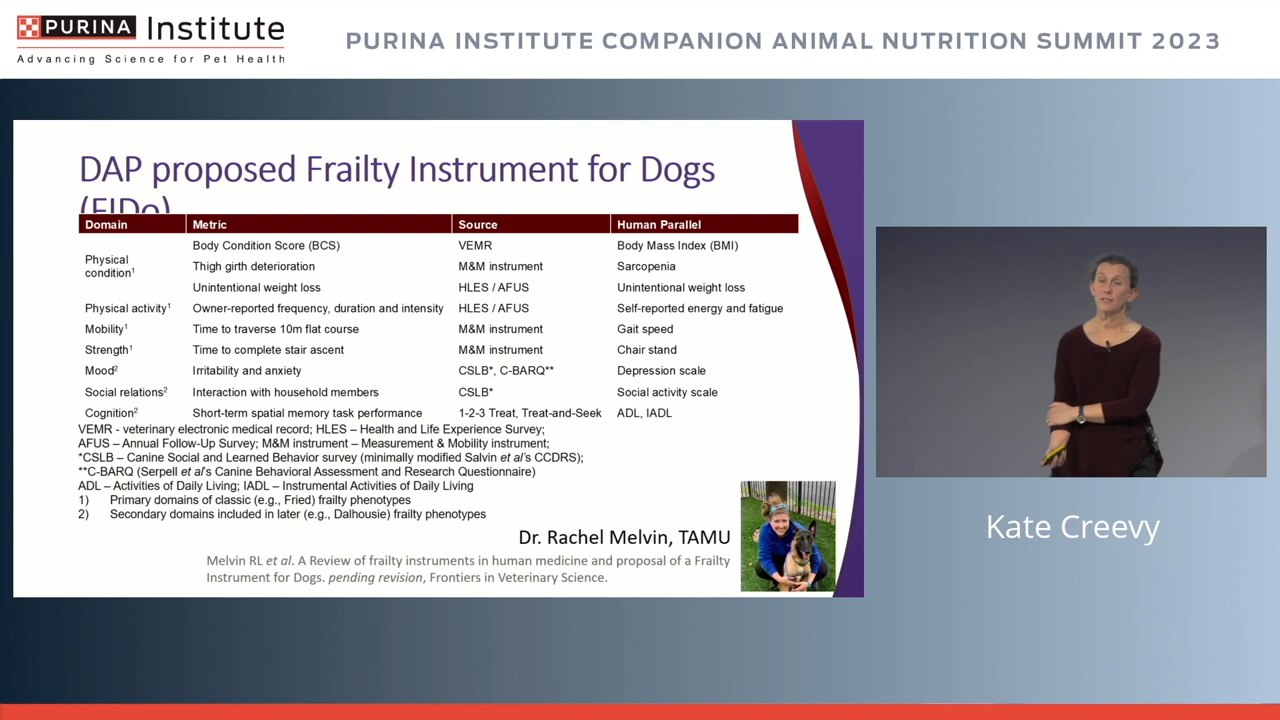 PURINA Institute
Advancing Science for Pet Health
PURINA INSTITUTE COMPANION ANIMAL NUTRITION SUMMIT 2023
DAP proposed Frailty Instrument for Dogs
(FIDo)
Domain Metric Source Human Parallel
Physical condition¹ Body Condition Score (BCS) VEMR Body Mass Index (BMI)
Thigh girth deterioration M&M instrument Sarcopenia
Unintentional weight loss HLES / AFUS Unintentional weight loss
Physical activity¹ Owner-reported frequency, duration and intensity HLES / AFUS Self-reported energy and fatigue
Mobility¹ Time to traverse 10m flat course M&M instrument Gait speed
Strength¹ Time to complete stair ascent M&M instrument Chair stand
Mood² Irritability and anxiety CSLB*, C-BARQ** Depression scale
Social relations² Interaction with household members CSLB* Social activity scale
Cognition² Short-term spatial memory task performance 1-2-3 Treat, Treat-and-Seek ADL, IADL
VEMR - veterinary electronic medical record; HLES – Health and Life Experience Survey;
AFUS – Annual Follow-Up Survey; M&M instrument – Measurement & Mobility instrument;
*CSLB – Canine Social and Learned Behavior survey (minimally modified Salvin et al's CCDRS);
**C-BARQ (Serpell et al's Canine Behavioral Assessment and Research Questionnaire)
ADL – Activities of Daily Living; IADL – Instrumental Activities of Daily Living
1) Primary domains of classic (e.g., Fried) frailty phenotypes
2) Secondary domains included in later (e.g., Dalhousie) frailty phenotypes
Dr. Rachel Melvin, TAMU
Melvin RL et al. A Review of frailty instruments in human medicine and proposal of a Frailty
Instrument for Dogs. pending revision, Frontiers in Veterinary Science.
Kate Creevy